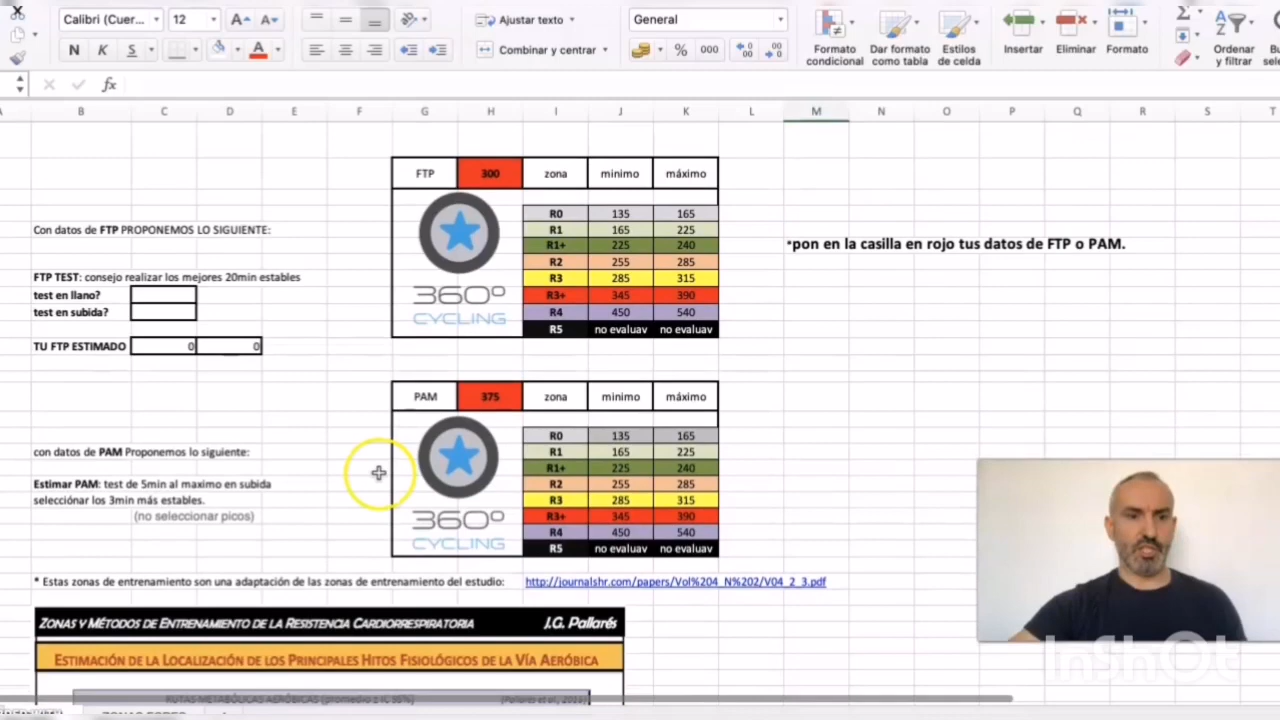 Calibri (Cuer...
12
A
A
Ajustar texto
General
N
K
S
A
Combinar y centrar
%
000
Formato condicional
Dar formato como tabla
Estilos de celda
Insertar
Eliminar
Formato
Ordenar y filtrar
fx
B C D E F G H I J K L M N O P Q R S T
FTP 300 zona minimo máximo
R0 135 165
R1 165 225
R1+ 225 240
R2 255 285
R3 285 315
R3+ 345 390
R4 450 540
R5 no evaluav no evaluav
360º
CYCLING
Con datos de FTP PROPONEMOS LO SIGUIENTE:
FTP TEST: consejo realizar los mejores 20min estables
test en llano?
test en subida?
TU FTP ESTIMADO 0 0
*pon en la casilla en rojo tus datos de FTP o PAM.
PAM 375 zona minimo máximo
R0 135 165
R1 165 225
R1+ 225 240
R2 255 285
R3 285 315
R3+ 345 390
R4 450 540
R5 no evaluav no evaluav
360º
CYCLING
con datos de PAM Proponemos lo siguiente:
Estimar PAM: test de 5min al maximo en subida
selecciónar los 3min más estables.
(no seleccionar picos)
* Estas zonas de entrenamiento son una adaptación de las zonas de entrenamiento del estudio: http://journalshr.com/papers/Vol%204_N%202/V04_2_3.pdf
ZONAS Y MÉTODOS DE ENTRENAMIENTO DE LA RESISTENCIA CARDIORRESPIRATORIA J.G. Pallarés
ESTIMACIÓN DE LA LOCALIZACIÓN DE LOS PRINCIPALES HITOS FISIOLÓGICOS DE LA VÍA AERÓBICA
InShOt